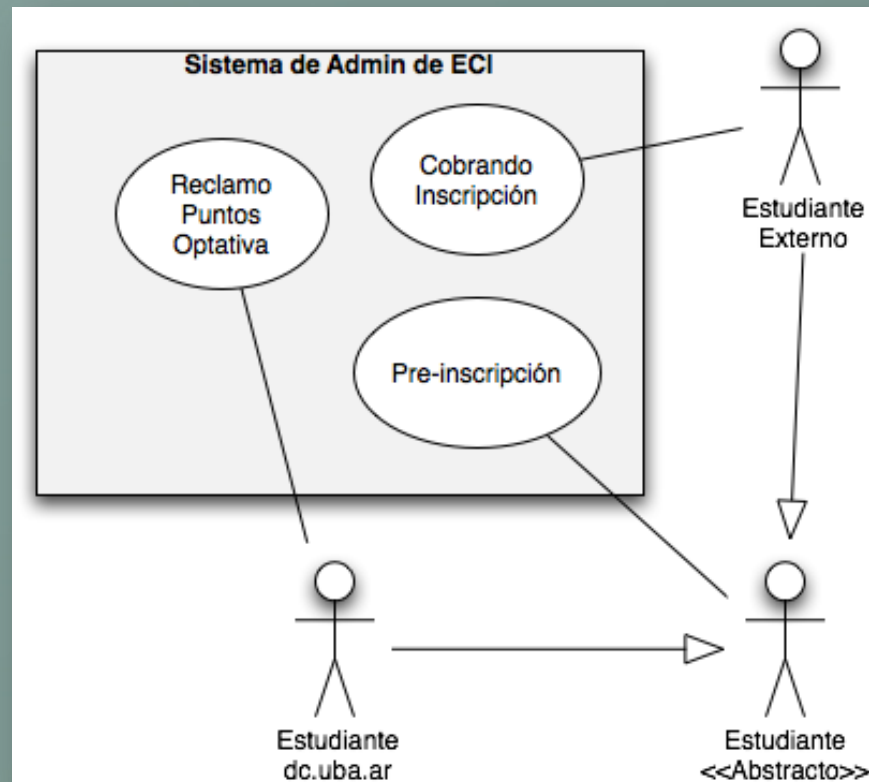 Sistema de Admin de ECI
Cobrando
Inscripción
Reclamo
Puntos
Optativa
Pre-inscripción
Estudiante
Externo
Estudiante
dc.uba.ar
Estudiante
<<Abstracto>>